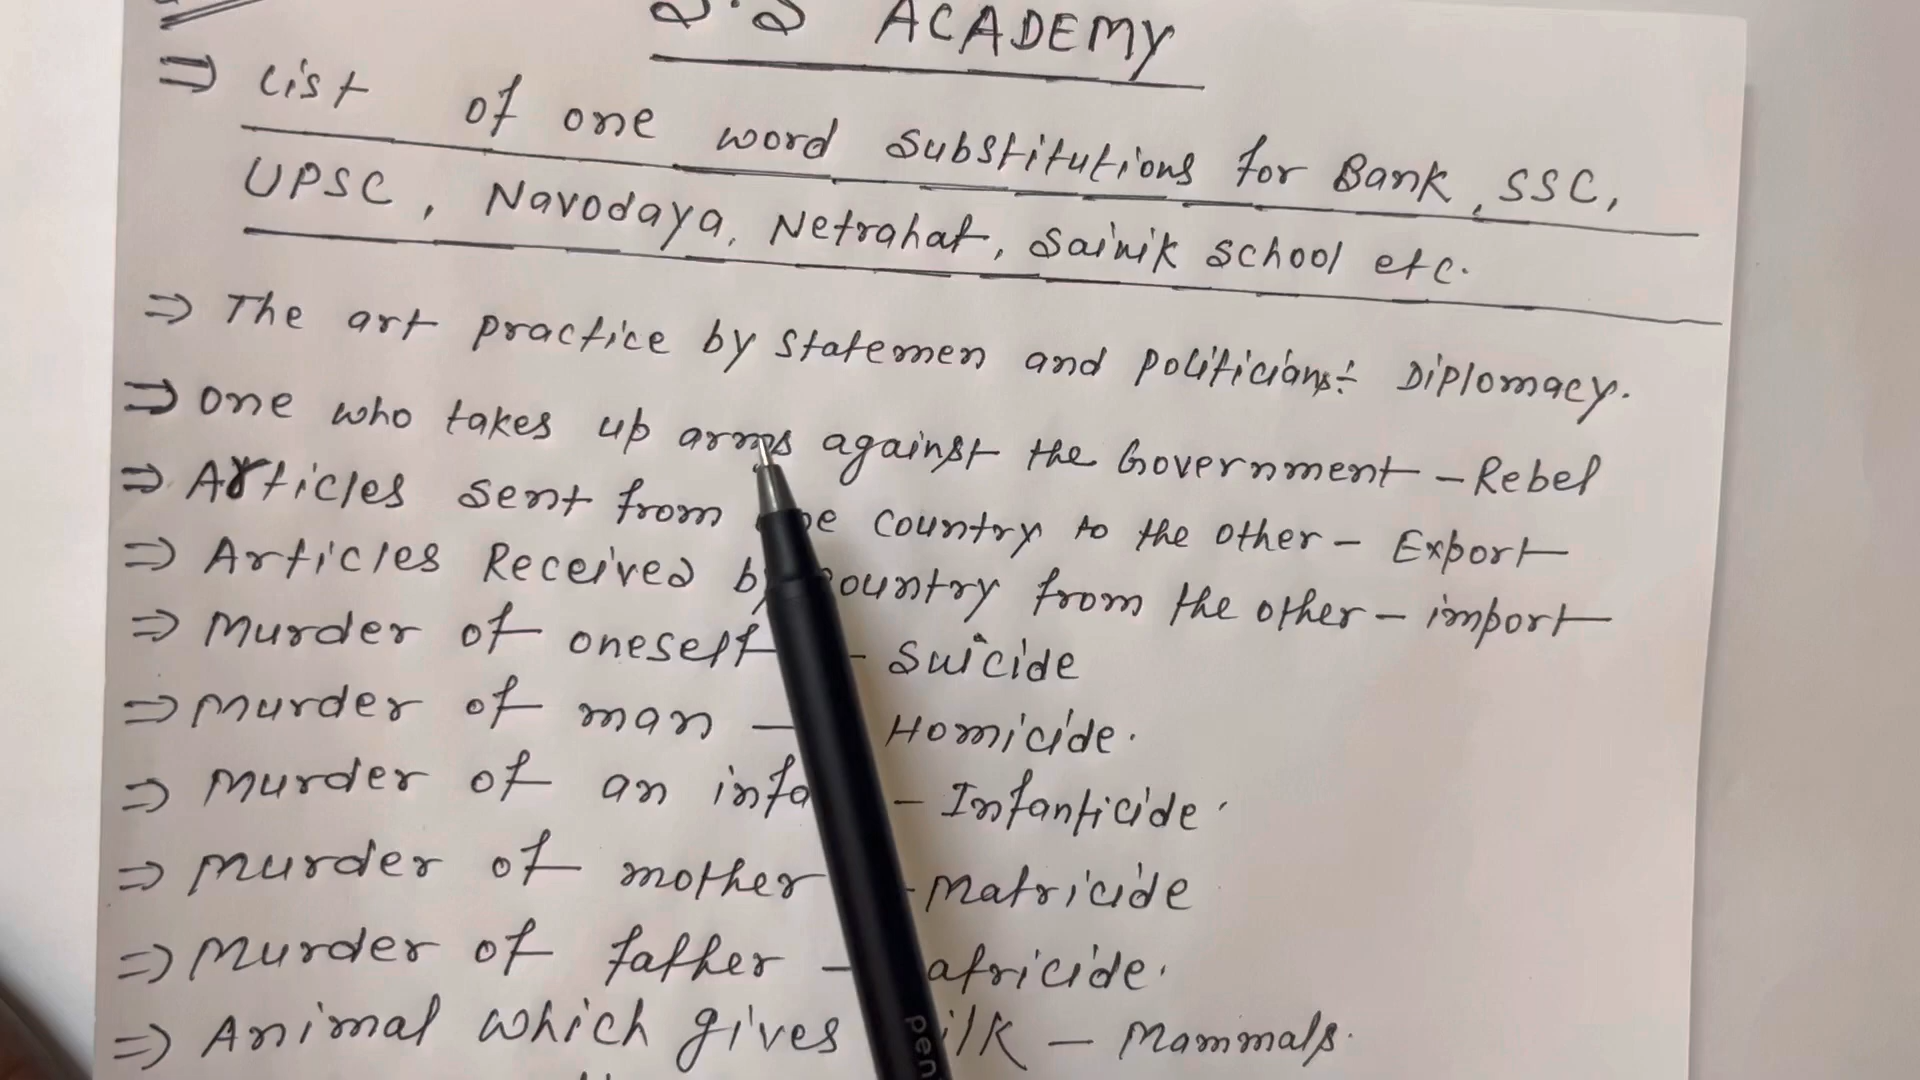 S.S ACADEMY
⇒ List of one word substitutions for Bank, SSC,
UPSC, Navodaya, Netrahat, Sainik School etc.
⇒ The art practice by statemen and politicians:- Diplomacy.
⇒ One who takes up arms against the Government - Rebel
⇒ Articles sent from country to the other - Export
⇒ Articles Received by country from the other - import
⇒ Murder of oneself - Suicide
⇒ Murder of man - Homicide.
⇒ Murder of an - Infanticide.
⇒ Murder of mother - Matricide
⇒ Murder of father -
⇒ Animal which gives - Mammals.
pen